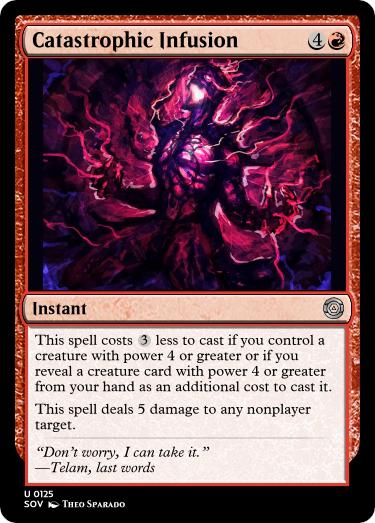 Catastrophic Infusion 4
Instant
This spell costs 3 less to cast if you control a
creature with power 4 or greater or if you
reveal a creature card with power 4 or greater
from your hand as an additional cost to cast it.
This spell deals 5 damage to any nonplayer
target.
“Don’t worry, I can take it.”
—Telam, last words
U 0125
SOV Theo Sparado